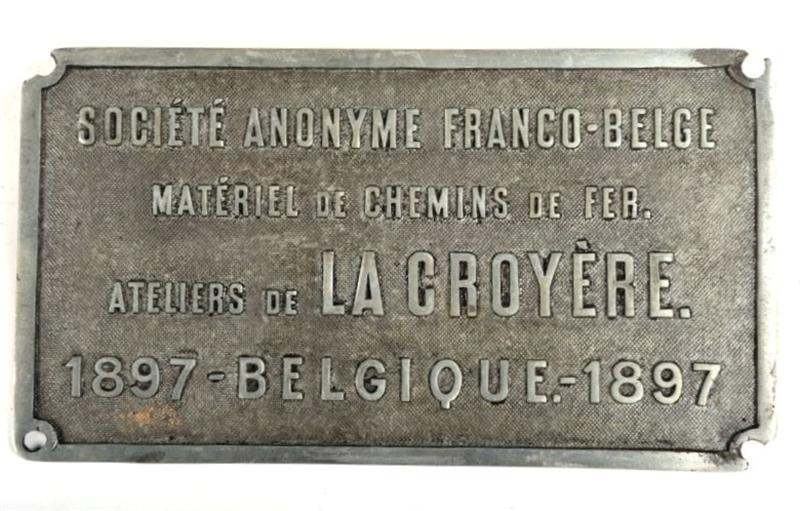 SOCIÉTÉ ANONYME FRANCO-BELGE
MATÉRIEL DE CHEMINS DE FER.
ATELIERS DE LA CROYÈRE.
1897-BELGIQUE.-1897